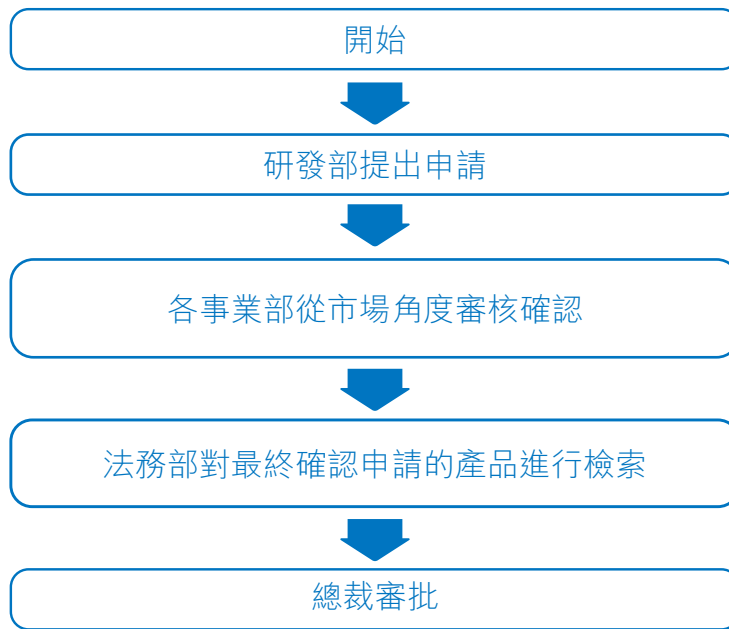 開始
研發部提出申請
各事業部從市場角度審核確認
法務部對最終確認申請的產品進行檢索
總裁審批